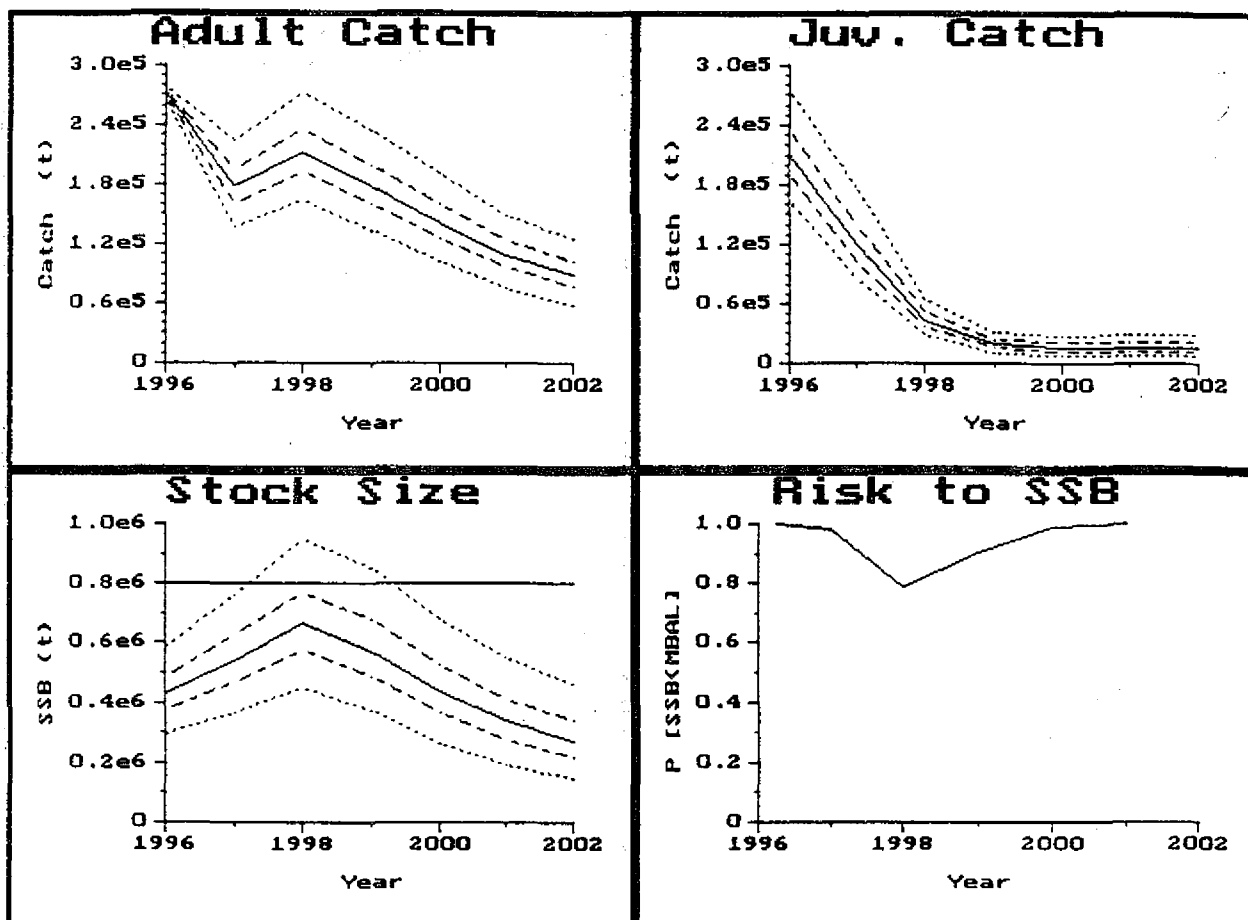 Adult Catch
3.0e5
2.4e5
1.8e5
1.2e5
0.6e5
0
Catch (t)
1996 1998 2000 2002
Year
Juv. Catch
3.0e5
2.4e5
1.8e5
1.2e5
0.6e5
0
Catch (t)
1996 1998 2000 2002
Year
Stock Size
1.0e6
0.8e6
0.6e6
0.4e6
0.2e6
0
SSB (t)
1996 1998 2000 2002
Year
Risk to SSB
1.0
0.8
0.6
0.4
0.2
0
P [SSB<MBAL]
1996 1998 2000 2002
Year